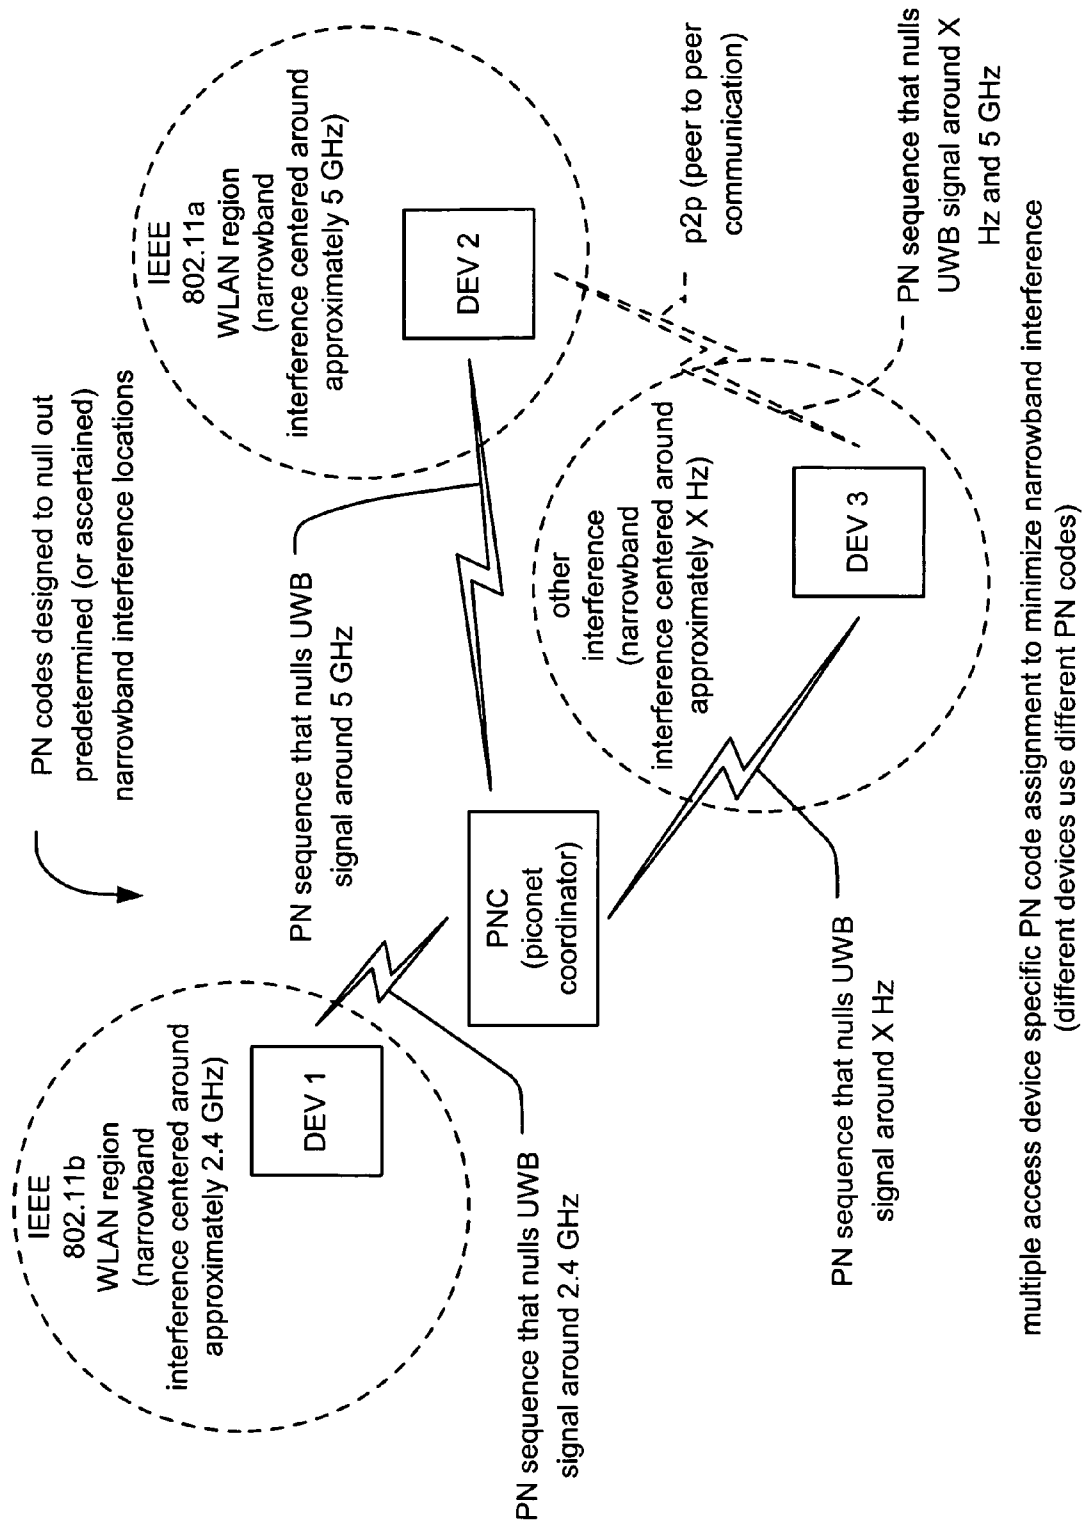 PN codes designed to null out
predetermined (or ascertained)
narrowband interference locations
IEEE
802.11b
WLAN region
(narrowband
interference centered around
approximately 2.4 GHz)
DEV 1
IEEE
802.11a
WLAN region
(narrowband
interference centered around
approximately 5 GHz)
DEV 2
PN sequence that nulls UWB
signal around 5 GHz
PNC
(piconet
coordinator)
PN sequence that nulls UWB
signal around 2.4 GHz
other
interference
(narrowband
interference centered around
approximately X Hz)
DEV 3
p2p (peer to peer
communication)
PN sequence that nulls
UWB signal around X
Hz and 5 GHz
PN sequence that nulls UWB
signal around X Hz
multiple access device specific PN code assignment to minimize narrowband interference
(different devices use different PN codes)